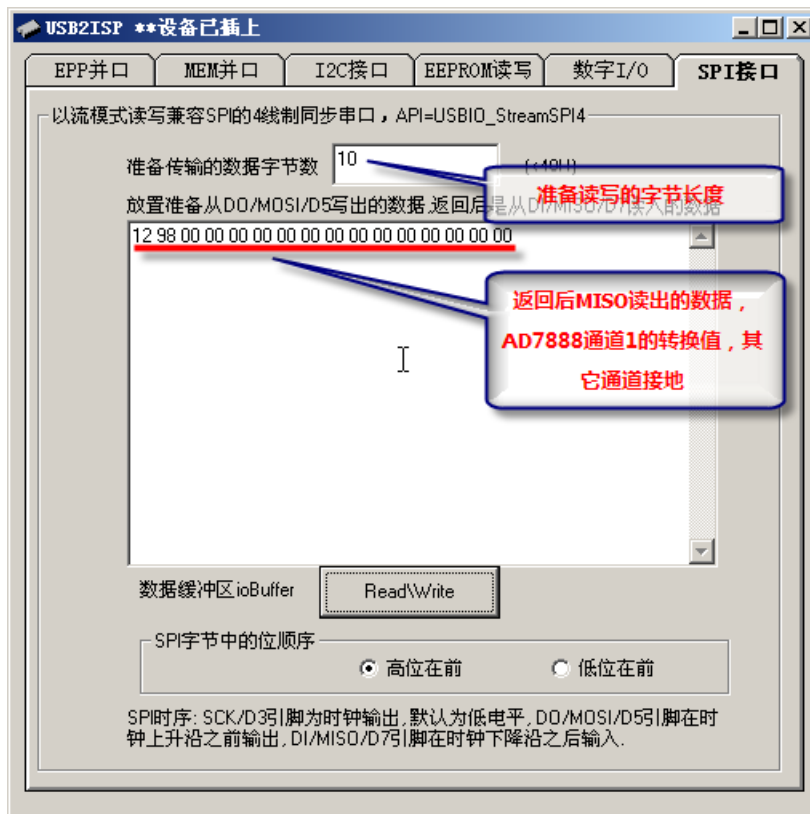 USB2ISP **设备已插上
EPP并口 MEM并口 I2C接口 EEPROM读写 数字I/O SPI接口
以流模式读写兼容SPI的4线制同步串口，API=USBIO_StreamSPI4
准备传输的数据字节数 10 (<40H)
准备读写的字节长度
放置准备从DO/MOSI/D5写出的数据,返回后是从DI/MISO/D7读入的数据
12 98 00 00 00 00 00 00 00 00 00 00 00 00 00 00
返回后MISO读出的数据，
AD7888通道1的转换值，其
它通道接地
数据缓冲区ioBuffer Read\Write
SPI字节中的位顺序
高位在前 低位在前
SPI时序: SCK/D3引脚为时钟输出,默认为低电平, DO/MOSI/D5引脚在时
钟上升沿之前输出, DI/MISO/D7引脚在时钟下降沿之后输入.